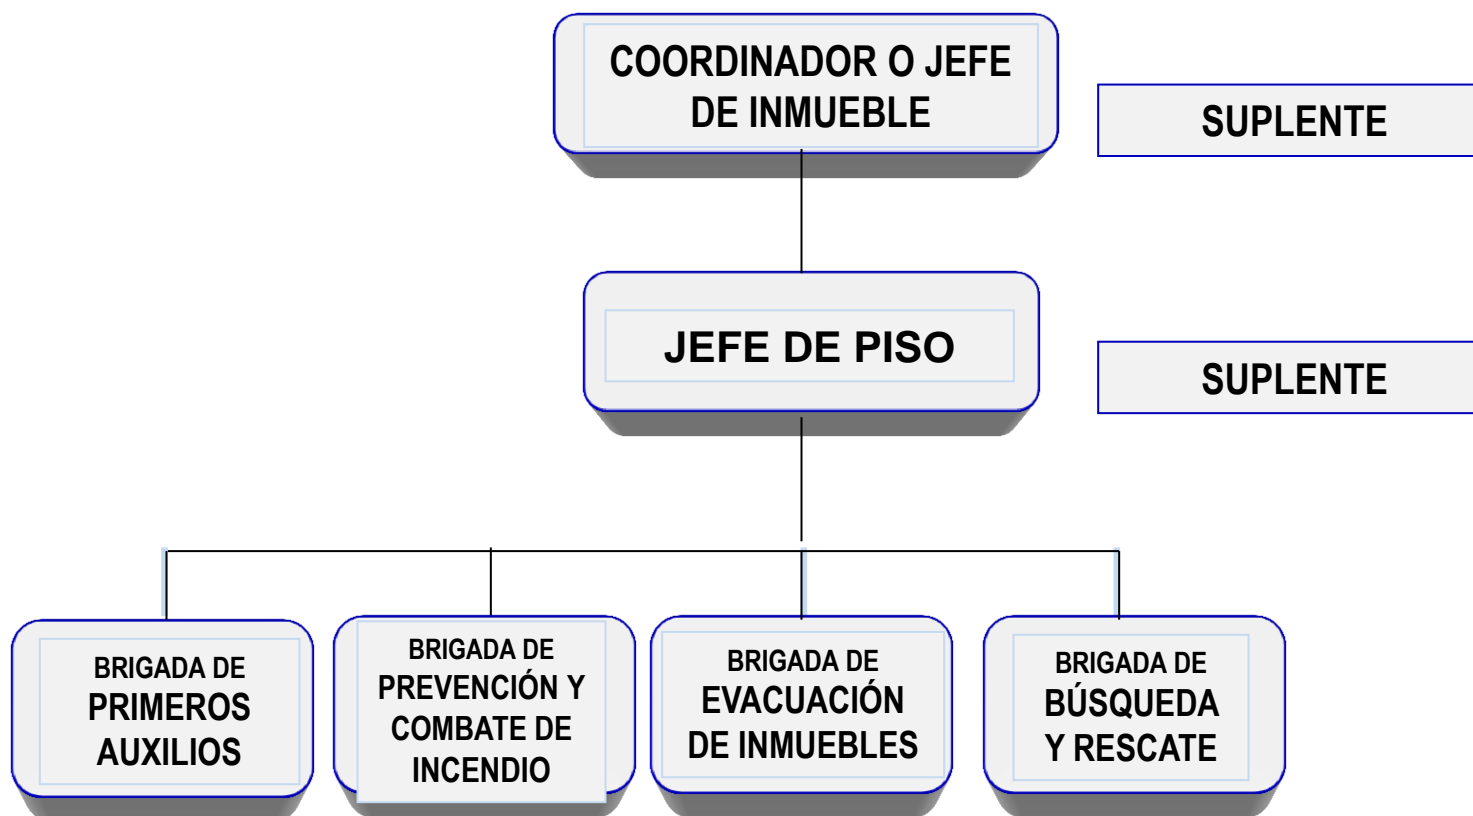 COORDINADOR O JEFE
DE INMUEBLE
SUPLENTE
JEFE DE PISO
SUPLENTE
BRIGADA DE
PRIMEROS
AUXILIOS
BRIGADA DE
PREVENCIÓN Y
COMBATE DE
INCENDIO
BRIGADA DE
EVACUACIÓN
DE INMUEBLES
BRIGADA DE
BÚSQUEDA
Y RESCATE